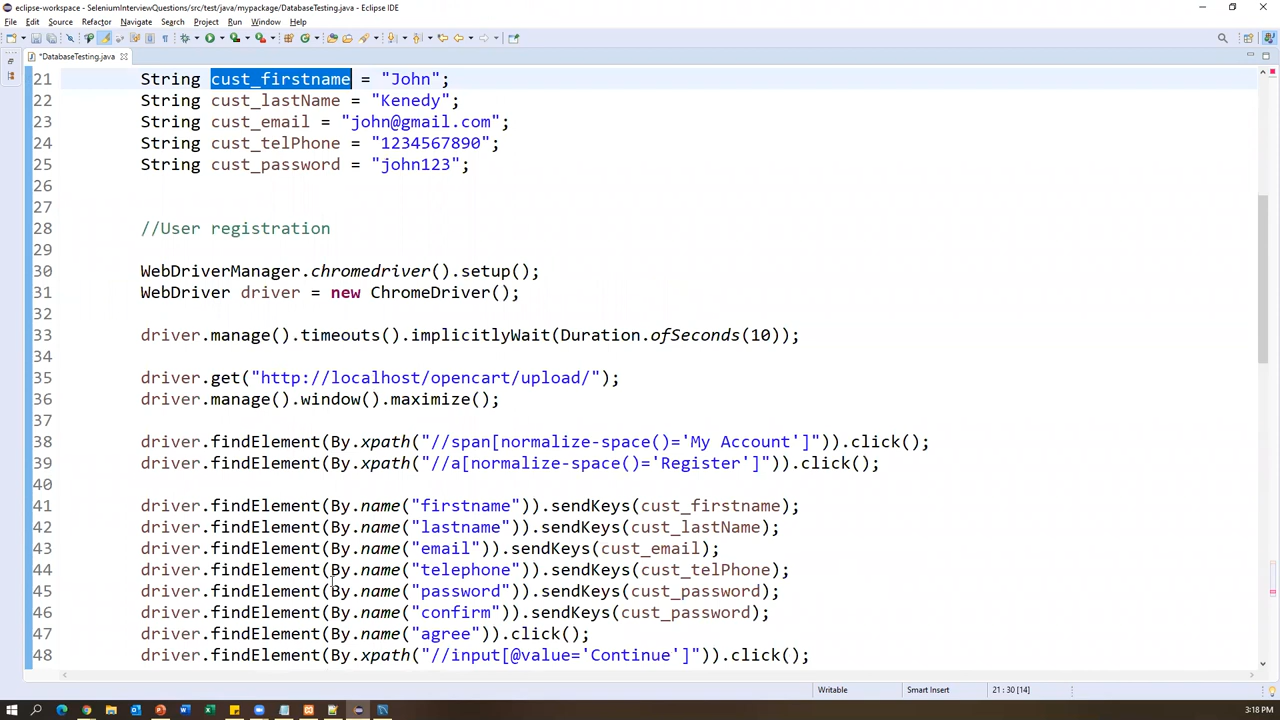 eclipse-workspace - SeleniumInterviewQuestions/src/test/java/mypackage/DatabaseTesting.java - Eclipse IDE
File Edit Source Refactor Navigate Search Project Run Window Help
*DatabaseTesting.java
21 String cust_firstname = "John";
22 String cust_lastName = "Kenedy";
23 String cust_email = "john@gmail.com";
24 String cust_telPhone = "1234567890";
25 String cust_password = "john123";
26
27
28 //User registration
29
30 WebDriverManager.chromedriver().setup();
31 WebDriver driver = new ChromeDriver();
32
33 driver.manage().timeouts().implicitlyWait(Duration.ofSeconds(10));
34
35 driver.get("http://localhost/opencart/upload/");
36 driver.manage().window().maximize();
37
38 driver.findElement(By.xpath("//span[normalize-space()='My Account']")).click();
39 driver.findElement(By.xpath("//a[normalize-space()='Register']")).click();
40
41 driver.findElement(By.name("firstname")).sendKeys(cust_firstname);
42 driver.findElement(By.name("lastname")).sendKeys(cust_lastName);
43 driver.findElement(By.name("email")).sendKeys(cust_email);
44 driver.findElement(By.name("telephone")).sendKeys(cust_telPhone);
45 driver.findElement(By.name("password")).sendKeys(cust_password);
46 driver.findElement(By.name("confirm")).sendKeys(cust_password);
47 driver.findElement(By.name("agree")).click();
48 driver.findElement(By.xpath("//input[@value='Continue']")).click();
Writable Smart Insert 21 : 30 [14]
3:18 PM